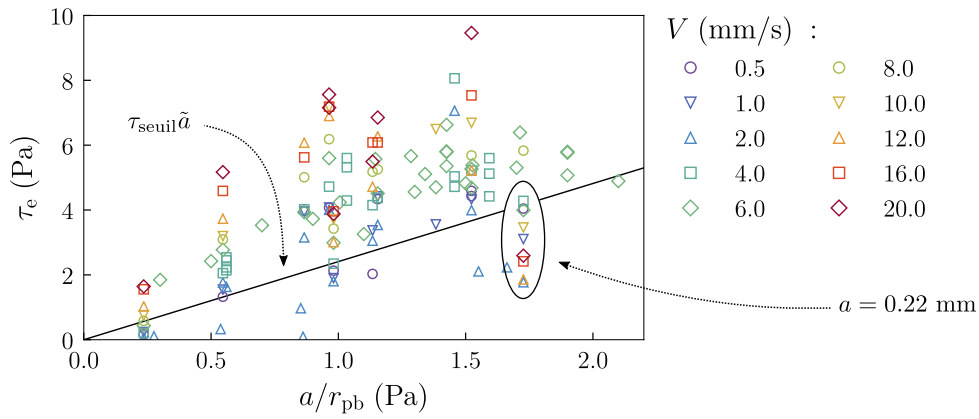 10
8
6
4
2
0
τe (Pa)
0.0 0.5 1.0 1.5 2.0
a/rpb (Pa)
τseuil ã
a = 0.22 mm
V (mm/s) :
0.5 8.0
1.0 10.0
2.0 12.0
4.0 16.0
6.0 20.0